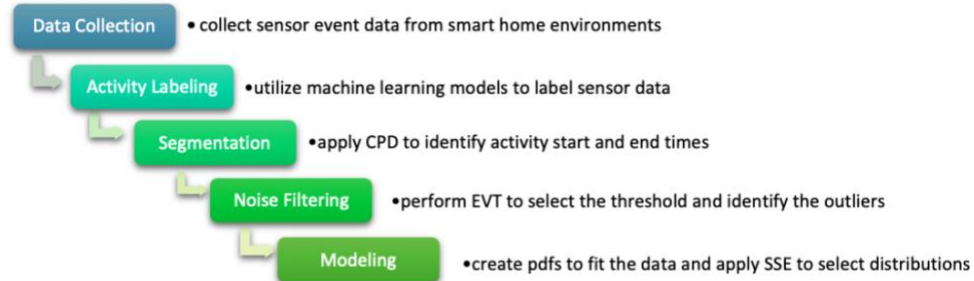 Data Collection • collect sensor event data from smart home environments
Activity Labeling •utilize machine learning models to label sensor data
Segmentation •apply CPD to identify activity start and end times
Noise Filtering •perform EVT to select the threshold and identify the outliers
Modeling •create pdfs to fit the data and apply SSE to select distributions